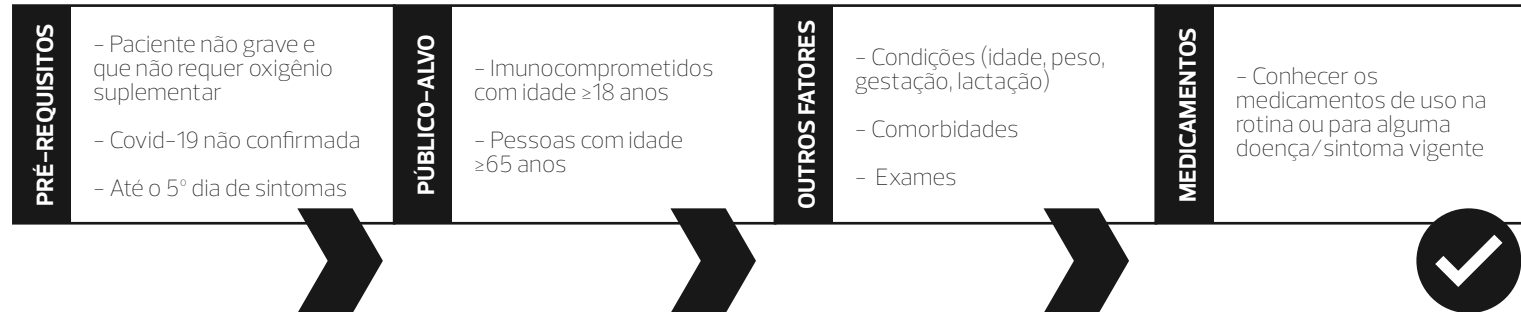 PRÉ-REQUISITOS
- Paciente não grave e
que não requer oxigênio
suplementar
- Covid-19 não confirmada
- Até o 5º dia de sintomas
PÚBLICO-ALVO
- Imunocomprometidos
com idade ≥18 anos
- Pessoas com idade
≥65 anos
OUTROS FATORES
- Condições (idade, peso,
gestação, lactação)
- Comorbidades
- Exames
MEDICAMENTOS
- Conhecer os
medicamentos de uso na
rotina ou para alguma
doença/sintoma vigente